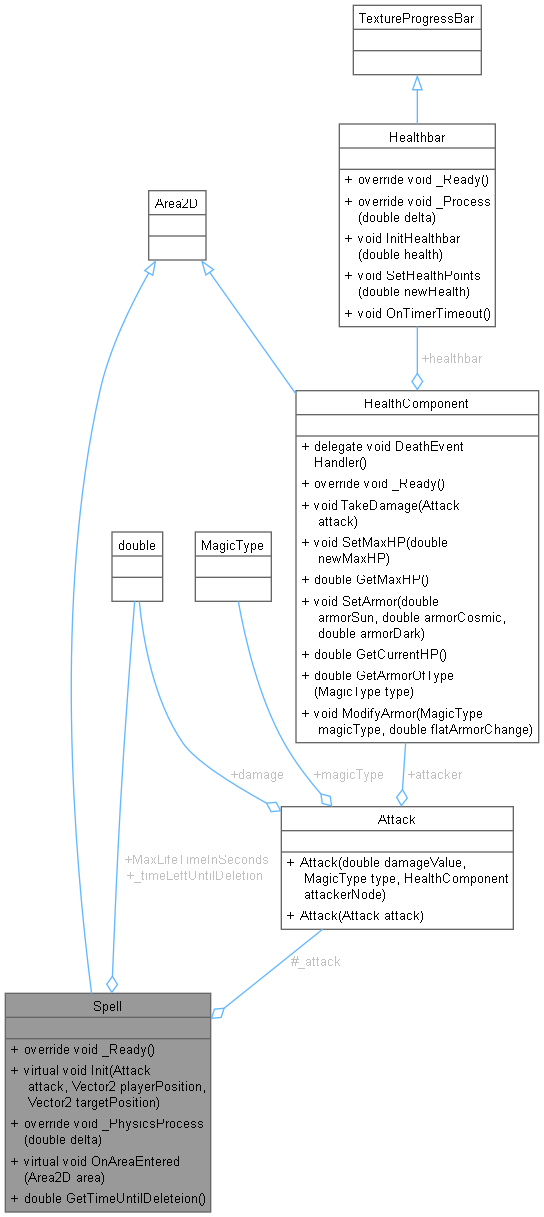 TextureProgressBar
Healthbar
+ override void _Ready()
+ override void _Process
(double delta)
+ void InitHealthbar
(double health)
+ void SetHealthPoints
(double newHealth)
+ void OnTimerTimeout()
Area2D
+healthbar
HealthComponent
+ delegate void DeathEvent
Handler()
+ override void _Ready()
+ void TakeDamage(Attack
attack)
+ void SetMaxHP(double
newMaxHP)
+ double GetMaxHP()
+ void SetArmor(double
armorSun, double armorCosmic,
double armorDark)
+ double GetCurrentHP()
+ double GetArmorOfType
(MagicType type)
+ void ModifyArmor(MagicType
magicType, double flatArmorChange)
double
MagicType
+damage
+magicType
+attacker
Attack
+ Attack(double damageValue,
MagicType type, HealthComponent
attackerNode)
+ Attack(Attack attack)
+MaxLifeTimeInSeconds
+_timeLeftUntilDeletion
#_attack
Spell
+ override void _Ready()
+ virtual void Init(Attack
attack, Vector2 playerPosition,
Vector2 targetPosition)
+ override void _PhysicsProcess
(double delta)
+ virtual void OnAreaEntered
(Area2D area)
+ double GetTimeUntilDeleteion()